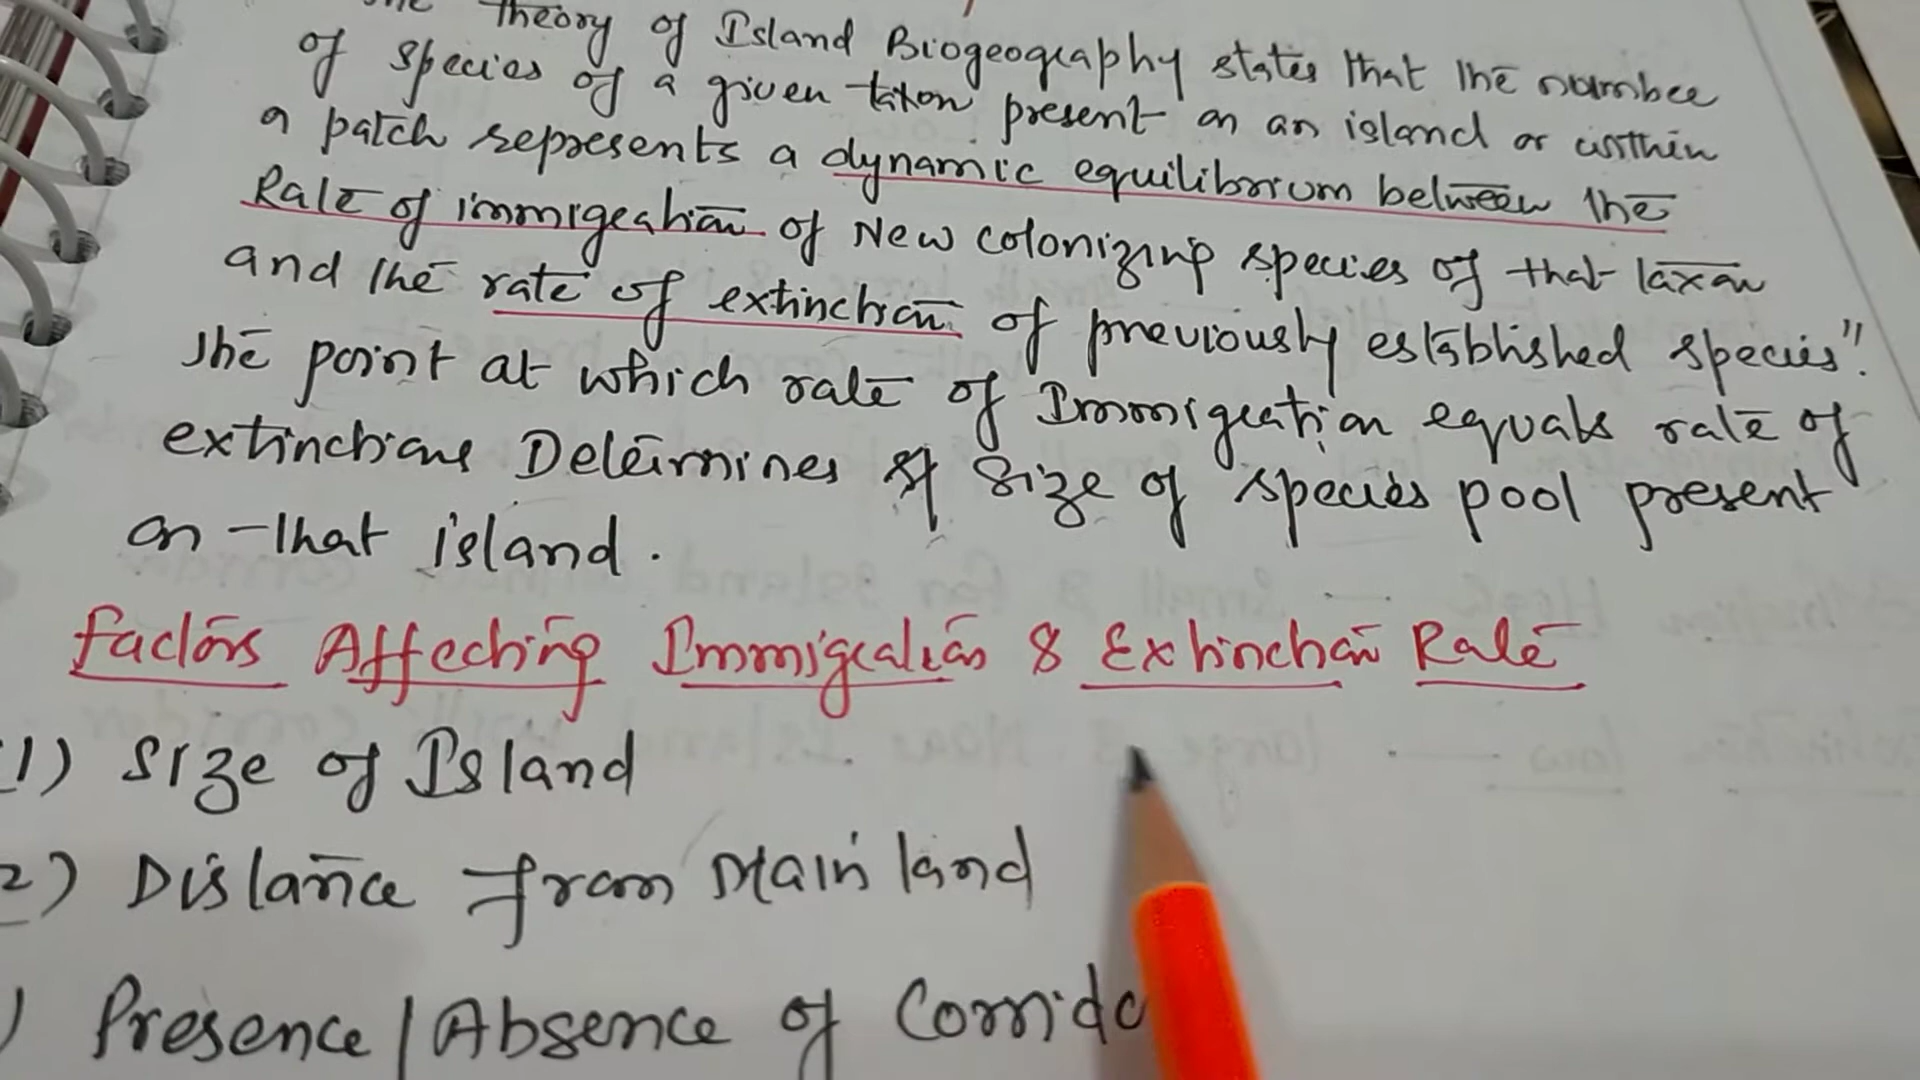 The Theory of Island Biogeography states that the number
of species of a given taxon present on an island or within
a patch represents a dynamic equilibrium between the
Rate of immigration of New colonizing species of that taxon
and the rate of extinction of previously established species".
The point at which rate of Immigration equals rate of
extinctions Determines Size of species pool present
on that island.
Factors Affecting Immigration & Extinction Rate
1) Size of Island
2) Distance from Main land
) Presence / Absence of Corrido